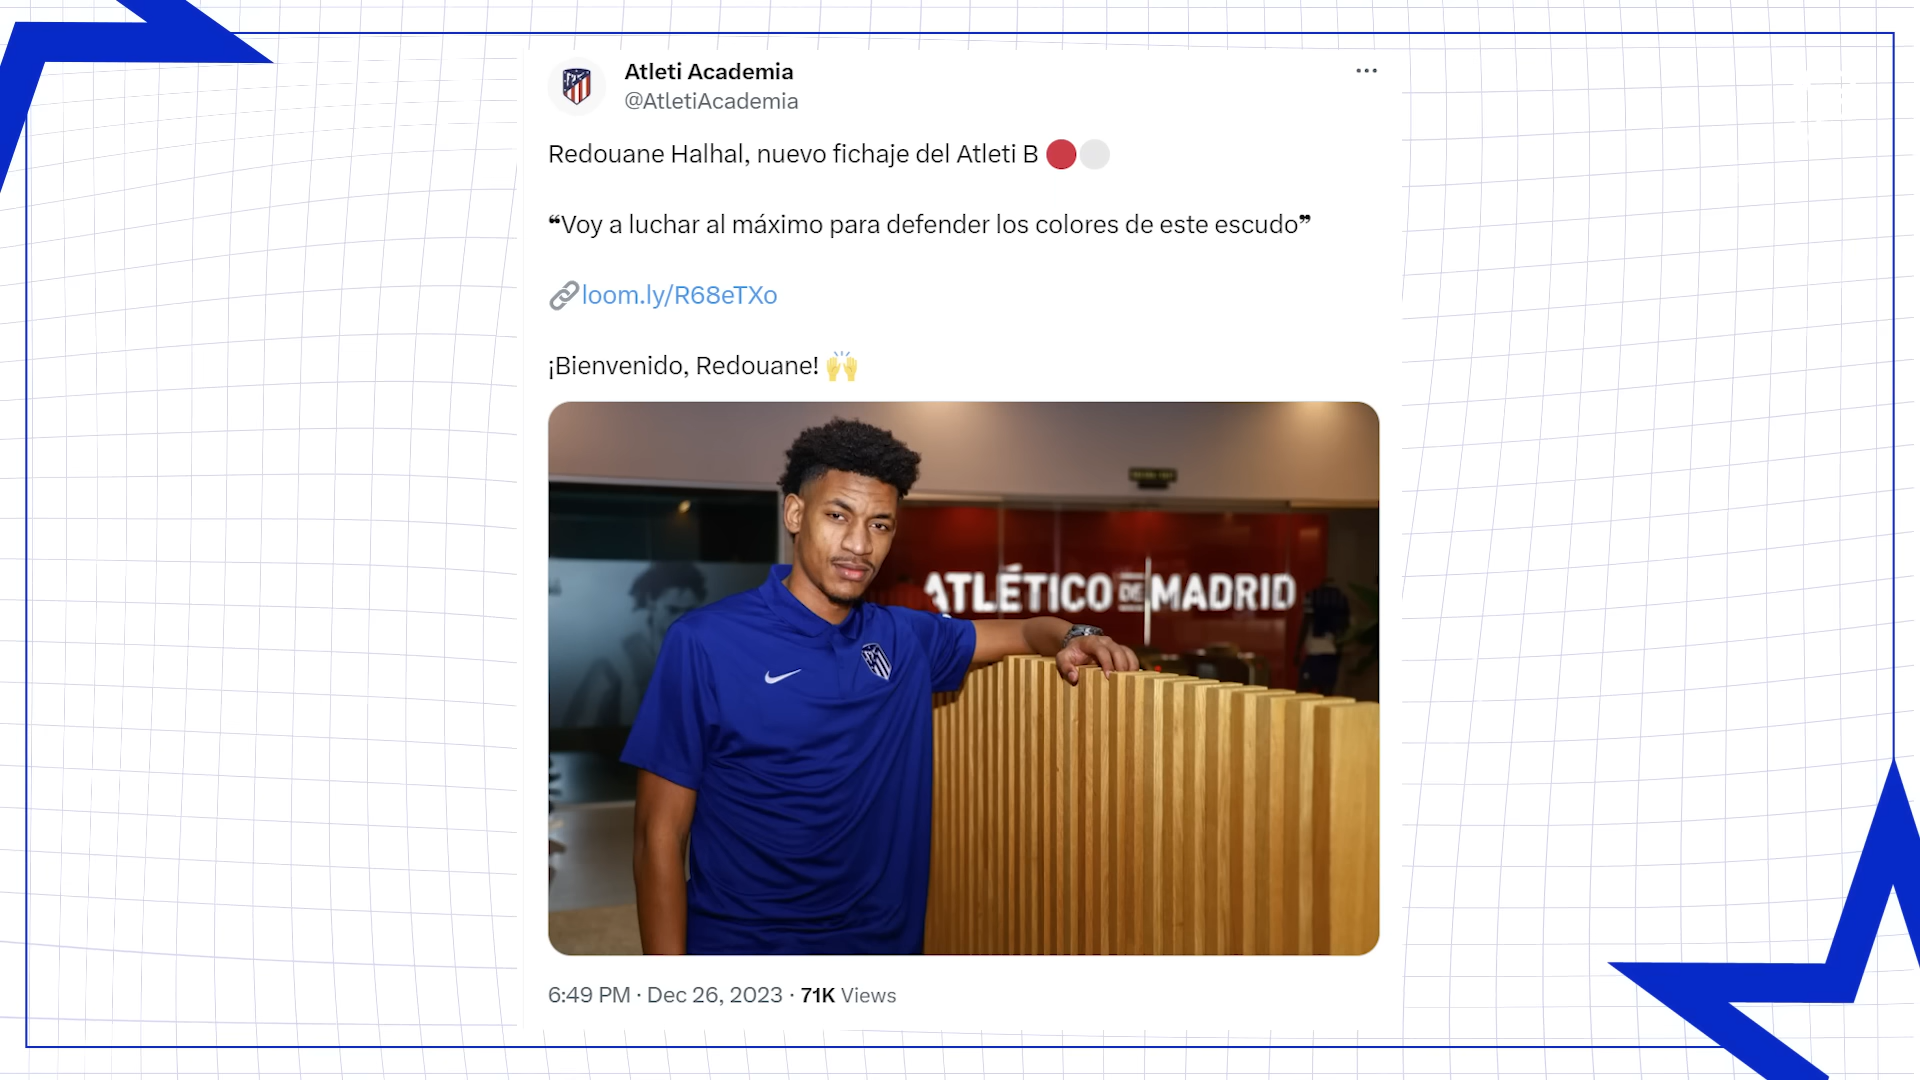 Atleti Academia
@AtletiAcademia
Redouane Halhal, nuevo fichaje del Atleti B
❝Voy a luchar al máximo para defender los colores de este escudo❞
loom.ly/R68eTXo
¡Bienvenido, Redouane!
ATLÉTICO DE MADRID
6:49 PM · Dec 26, 2023 · 71K Views